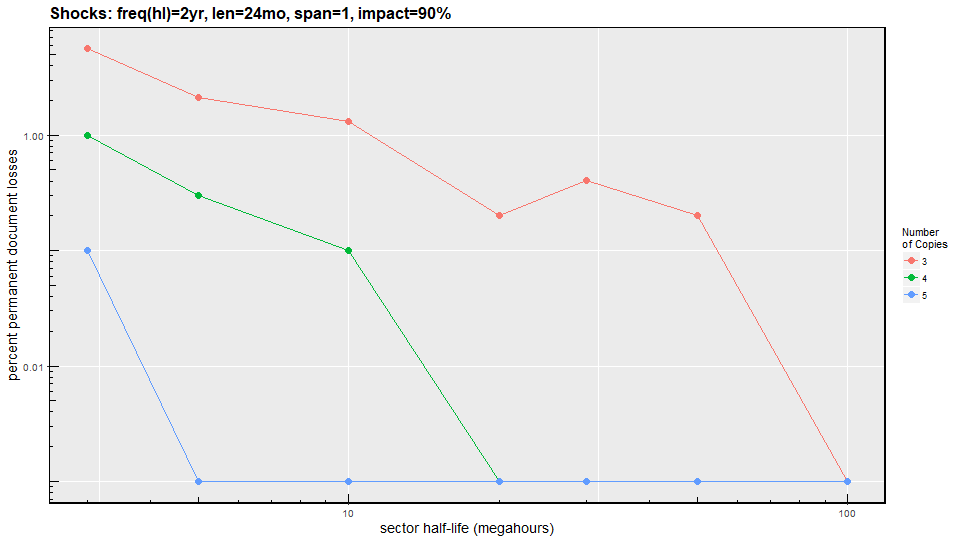 Shocks: freq(hl)=2yr, len=24mo, span=1, impact=90%
percent permanent document losses
1.00
0.01
10
100
sector half-life (megahours)
Number
of Copies
3
4
5